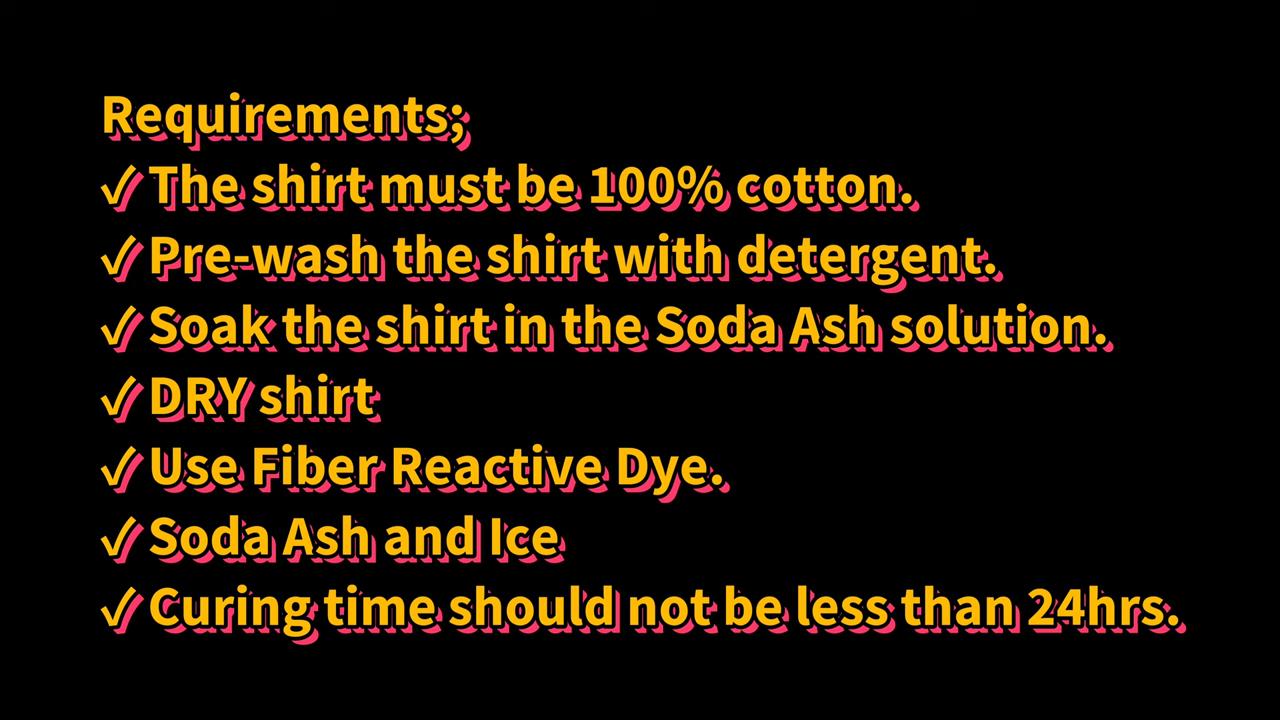 Requirements;
✓ The shirt must be 100% cotton.
✓ Pre-wash the shirt with detergent.
✓ Soak the shirt in the Soda Ash solution.
✓ DRY shirt
✓ Use Fiber Reactive Dye.
✓ Soda Ash and Ice
✓ Curing time should not be less than 24hrs.